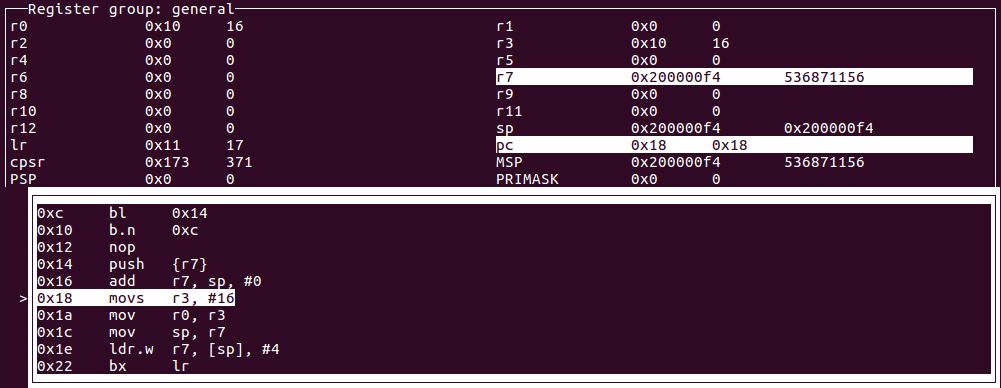 Register group: general
r0 0x10 16 r1 0x0 0
r2 0x0 0 r3 0x10 16
r4 0x0 0 r5 0x0 0
r6 0x0 0 r7 0x200000f4 536871156
r8 0x0 0 r9 0x0 0
r10 0x0 0 r11 0x0 0
r12 0x0 0 sp 0x200000f4 0x200000f4
lr 0x11 17 pc 0x18 0x18
cpsr 0x173 371 MSP 0x200000f4 536871156
PSP 0x0 0 PRIMASK 0x0 0
0xc bl 0x14
0x10 b.n 0xc
0x12 nop
0x14 push {r7}
0x16 add r7, sp, #0
> 0x18 movs r3, #16
0x1a mov r0, r3
0x1c mov sp, r7
0x1e ldr.w r7, [sp], #4
0x22 bx lr